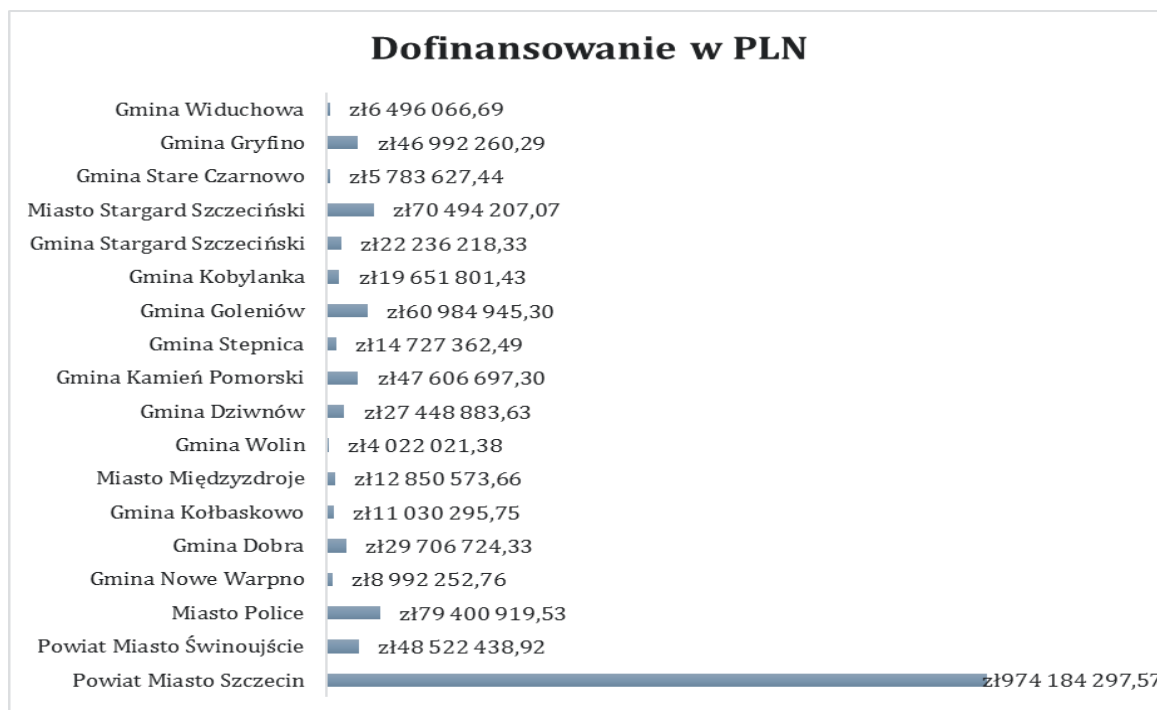 Dofinansowanie w PLN
Gmina Widuchowa zł6 496 066,69
Gmina Gryfino zł46 992 260,29
Gmina Stare Czarnowo zł5 783 627,44
Miasto Stargard Szczeciński zł70 494 207,07
Gmina Stargard Szczeciński zł22 236 218,33
Gmina Kobylanka zł19 651 801,43
Gmina Goleniów zł60 984 945,30
Gmina Stepnica zł14 727 362,49
Gmina Kamień Pomorski zł47 606 697,30
Gmina Dziwnów zł27 448 883,63
Gmina Wolin zł4 022 021,38
Miasto Międzyzdroje zł12 850 573,66
Gmina Kołbaskowo zł11 030 295,75
Gmina Dobra zł29 706 724,33
Gmina Nowe Warpno zł8 992 252,76
Miasto Police zł79 400 919,53
Powiat Miasto Świnoujście zł48 522 438,92
Powiat Miasto Szczecin zł974 184 297,57